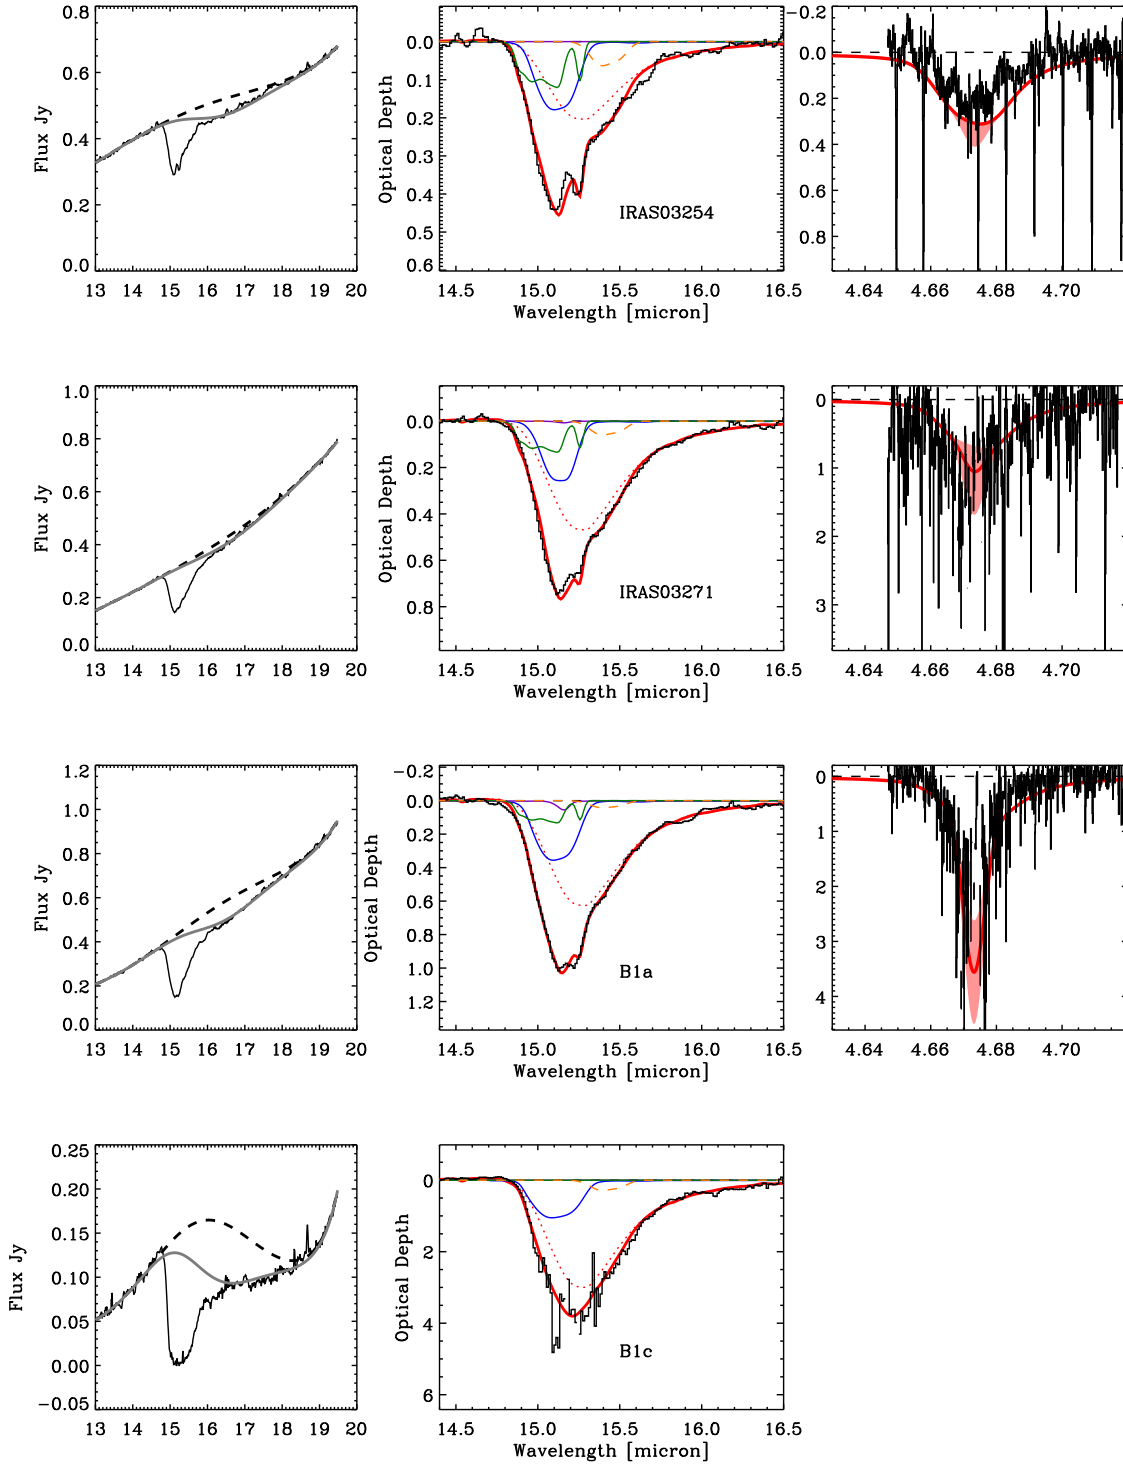 0.8
0.6
0.4
0.2
0.0
Flux Jy
13 14 15 16 17 18 19 20
0.0
0.1
0.2
0.3
0.4
0.5
0.6
Optical Depth
IRAS03254
14.5 15.0 15.5 16.0 16.5
Wavelength [micron]
−0.2
0.0
0.2
0.4
0.6
0.8
4.64 4.66 4.68 4.70
1.0
0.8
0.6
0.4
0.2
0.0
Flux Jy
13 14 15 16 17 18 19 20
0.0
0.2
0.4
0.6
0.8
Optical Depth
IRAS03271
14.5 15.0 15.5 16.0 16.5
Wavelength [micron]
0
1
2
3
4.64 4.66 4.68 4.70
1.2
1.0
0.8
0.6
0.4
0.2
0.0
Flux Jy
13 14 15 16 17 18 19 20
−0.2
0.0
0.2
0.4
0.6
0.8
1.0
1.2
Optical Depth
B1a
14.5 15.0 15.5 16.0 16.5
Wavelength [micron]
0
1
2
3
4
4.64 4.66 4.68 4.70
0.25
0.20
0.15
0.10
0.05
0.00
−0.05
Flux Jy
13 14 15 16 17 18 19 20
0
2
4
6
Optical Depth
B1c
14.5 15.0 15.5 16.0 16.5
Wavelength [micron]